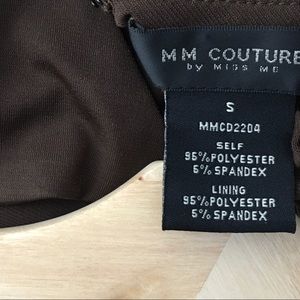 MM COUTURE
by MISS ME
S
MMCD2204
SELF
95%POLYESTER
5%SPANDEX
LINING
95%POLYESTER
5%SPANDEX